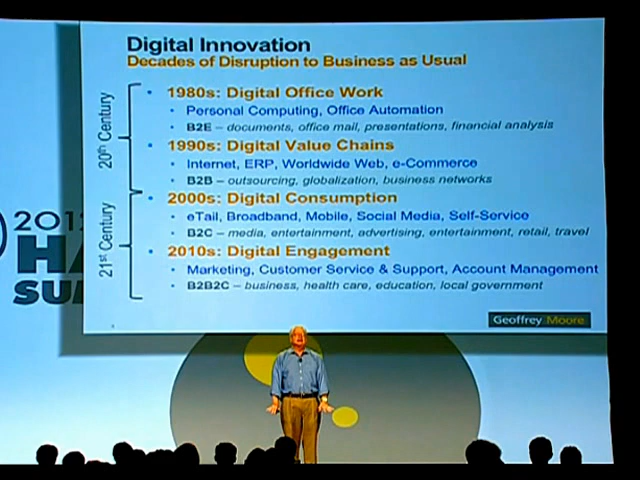 Digital Innovation
Decades of Disruption to Business as Usual
20th Century
• 1980s: Digital Office Work
• Personal Computing, Office Automation
• B2E – documents, office mail, presentations, financial analysis
• 1990s: Digital Value Chains
• Internet, ERP, Worldwide Web, e-Commerce
• B2B – outsourcing, globalization, business networks
21st Century
• 2000s: Digital Consumption
• eTail, Broadband, Mobile, Social Media, Self-Service
• B2C – media, entertainment, advertising, entertainment, retail, travel
• 2010s: Digital Engagement
• Marketing, Customer Service & Support, Account Management
• B2B2C – business, health care, education, local government
Geoffrey Moore
201
HA
SU